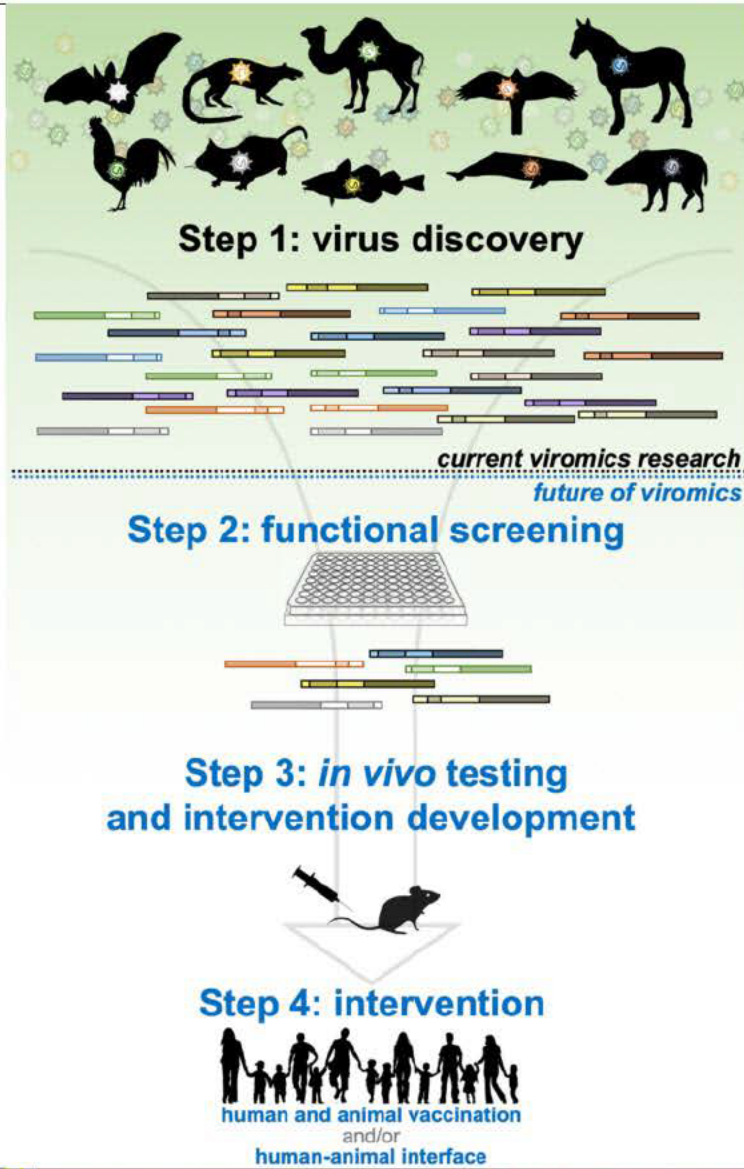 Step 1: virus discovery
current viromics research
future of viromics
Step 2: functional screening
Step 3: in vivo testing
and intervention development
Step 4: intervention
human and animal vaccination
and/or
human-animal interface